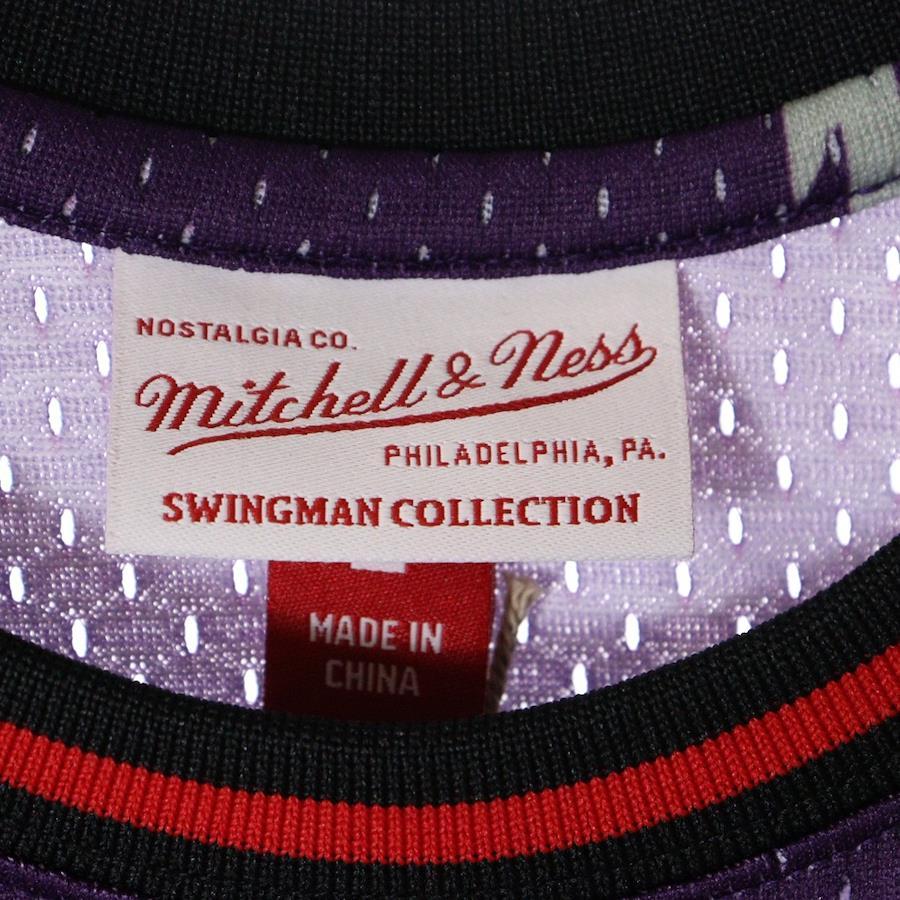 NOSTALGIA CO.
Mitchell & Ness
PHILADELPHIA, PA.
SWINGMAN COLLECTION
MADE IN
CHINA